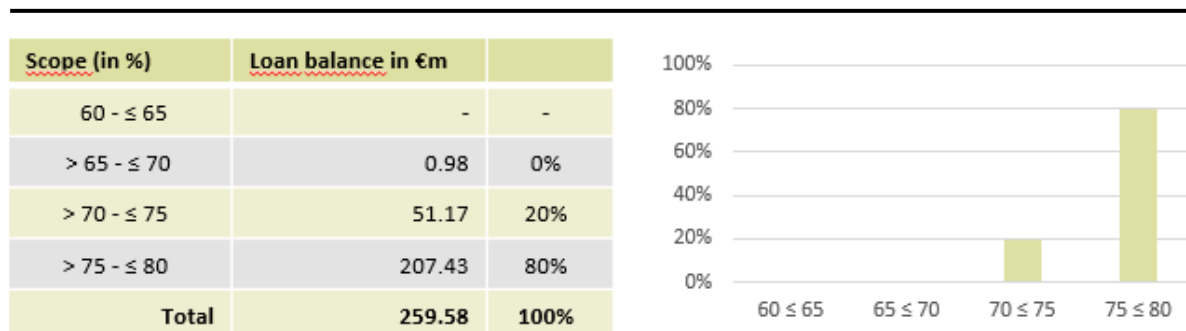 Scope (in %) Loan balance in €m
60 - ≤ 65 - -
> 65 - ≤ 70 0.98 0%
> 70 - ≤ 75 51.17 20%
> 75 - ≤ 80 207.43 80%
Total 259.58 100%
100%
80%
60%
40%
20%
0%
60 ≤ 65 65 ≤ 70 70 ≤ 75 75 ≤ 80